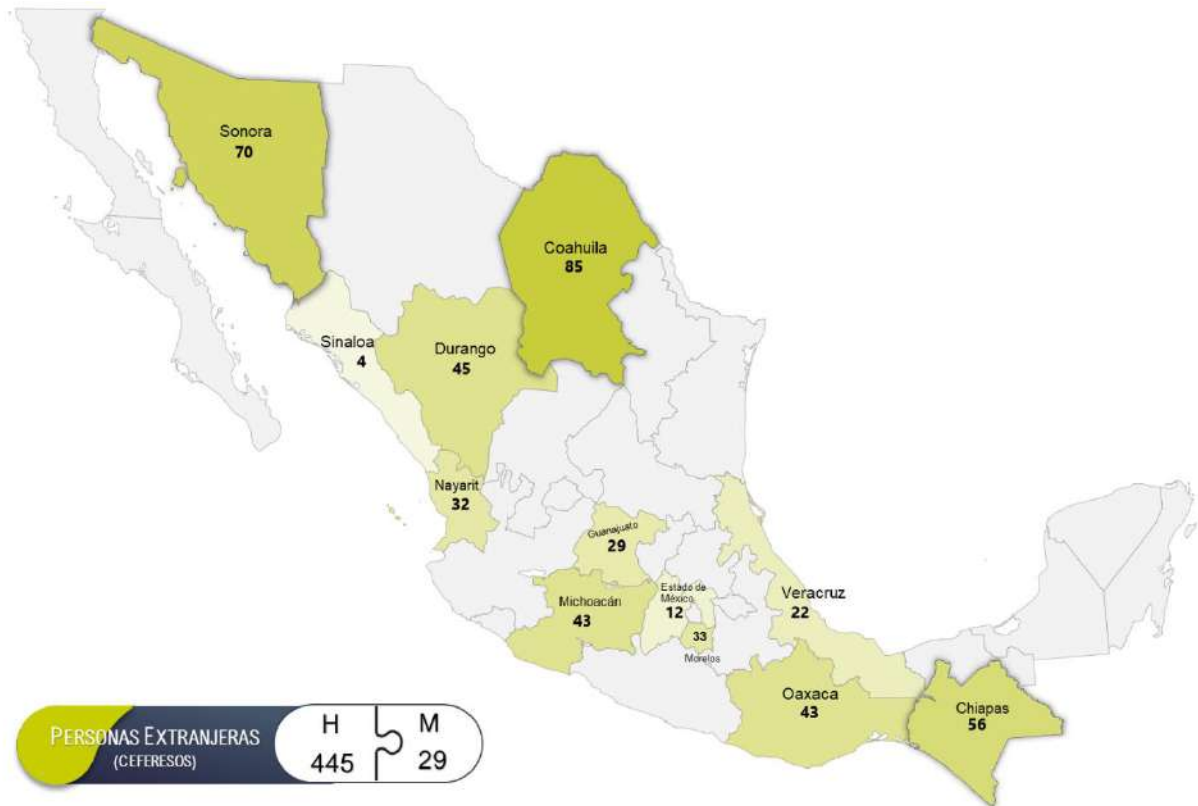 Sonora
70
Coahuila
85
Sinaloa
4
Durango
45
Nayarit
32
Guanajuato
29
Michoacán
43
Estado de
México
12
33
Morelos
Veracruz
22
Oaxaca
43
Chiapas
56
PERSONAS EXTRANJERAS
(CEFERESOS)
H M
445 29